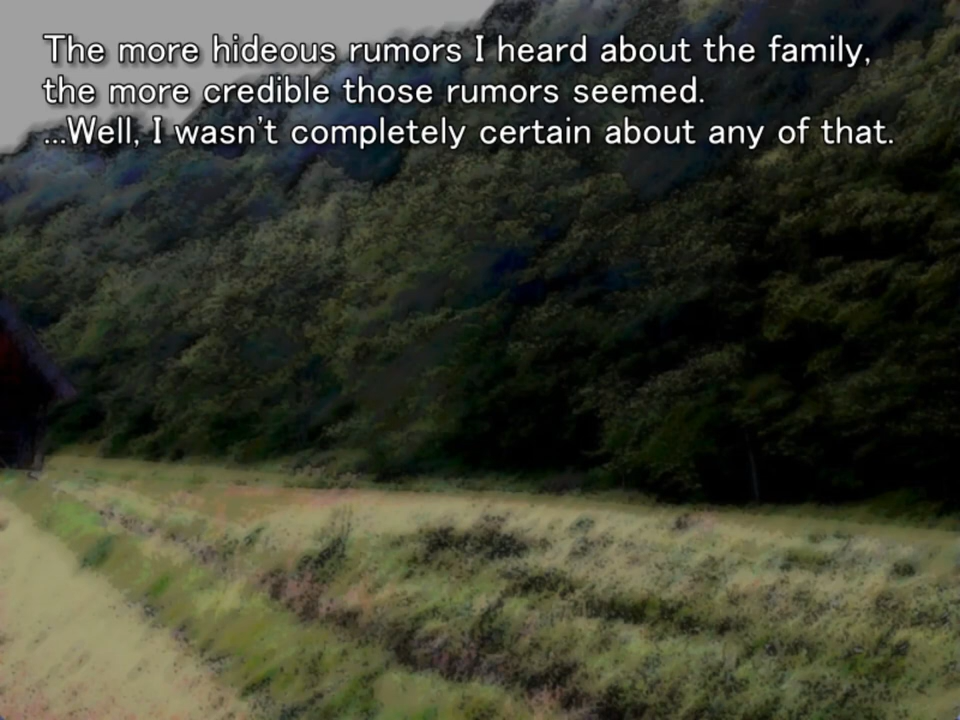 The more hideous rumors I heard about the family,
the more credible those rumors seemed.
...Well, I wasn't completely certain about any of that.